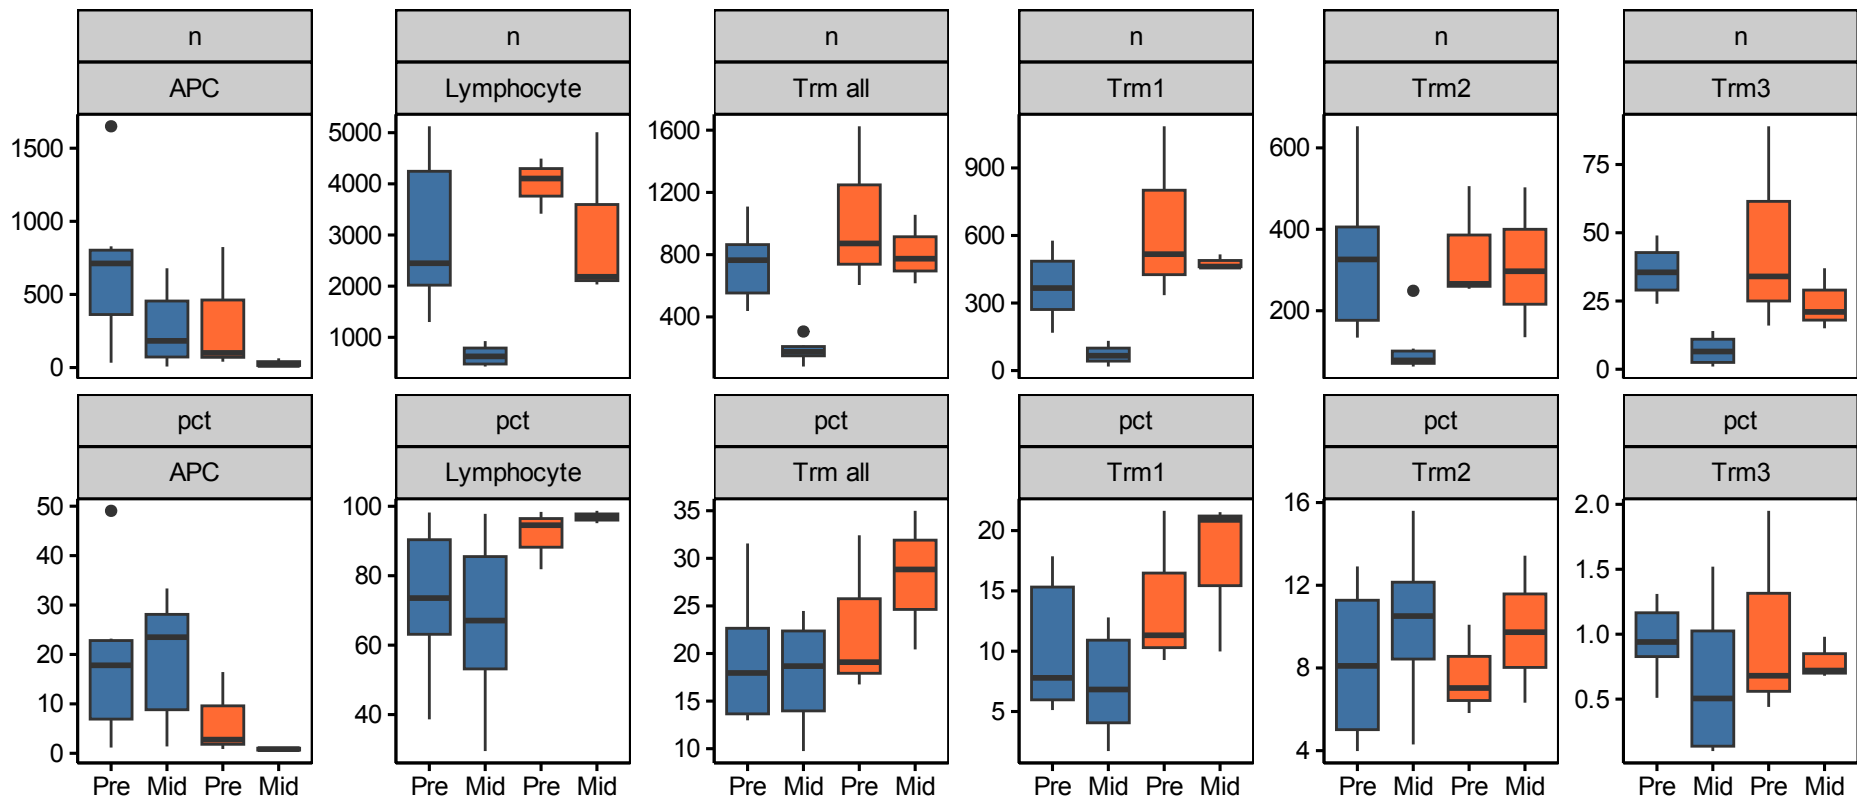 n n n n n n
APC Lymphocyte Trm all Trm1 Trm2 Trm3
1500 1000 500 0
5000 4000 3000 2000 1000
1600 1200 800 400
900 600 300 0
600 400 200
75 50 25 0
pct pct pct pct pct pct
APC Lymphocyte Trm all Trm1 Trm2 Trm3
50 40 30 20 10 0
100 80 60 40
35 30 25 20 15 10
20 15 10 5
16 12 8 4
2.0 1.5 1.0 0.5
Pre Mid Pre Mid Pre Mid Pre Mid Pre Mid Pre Mid Pre Mid Pre Mid Pre Mid Pre Mid Pre Mid Pre Mid